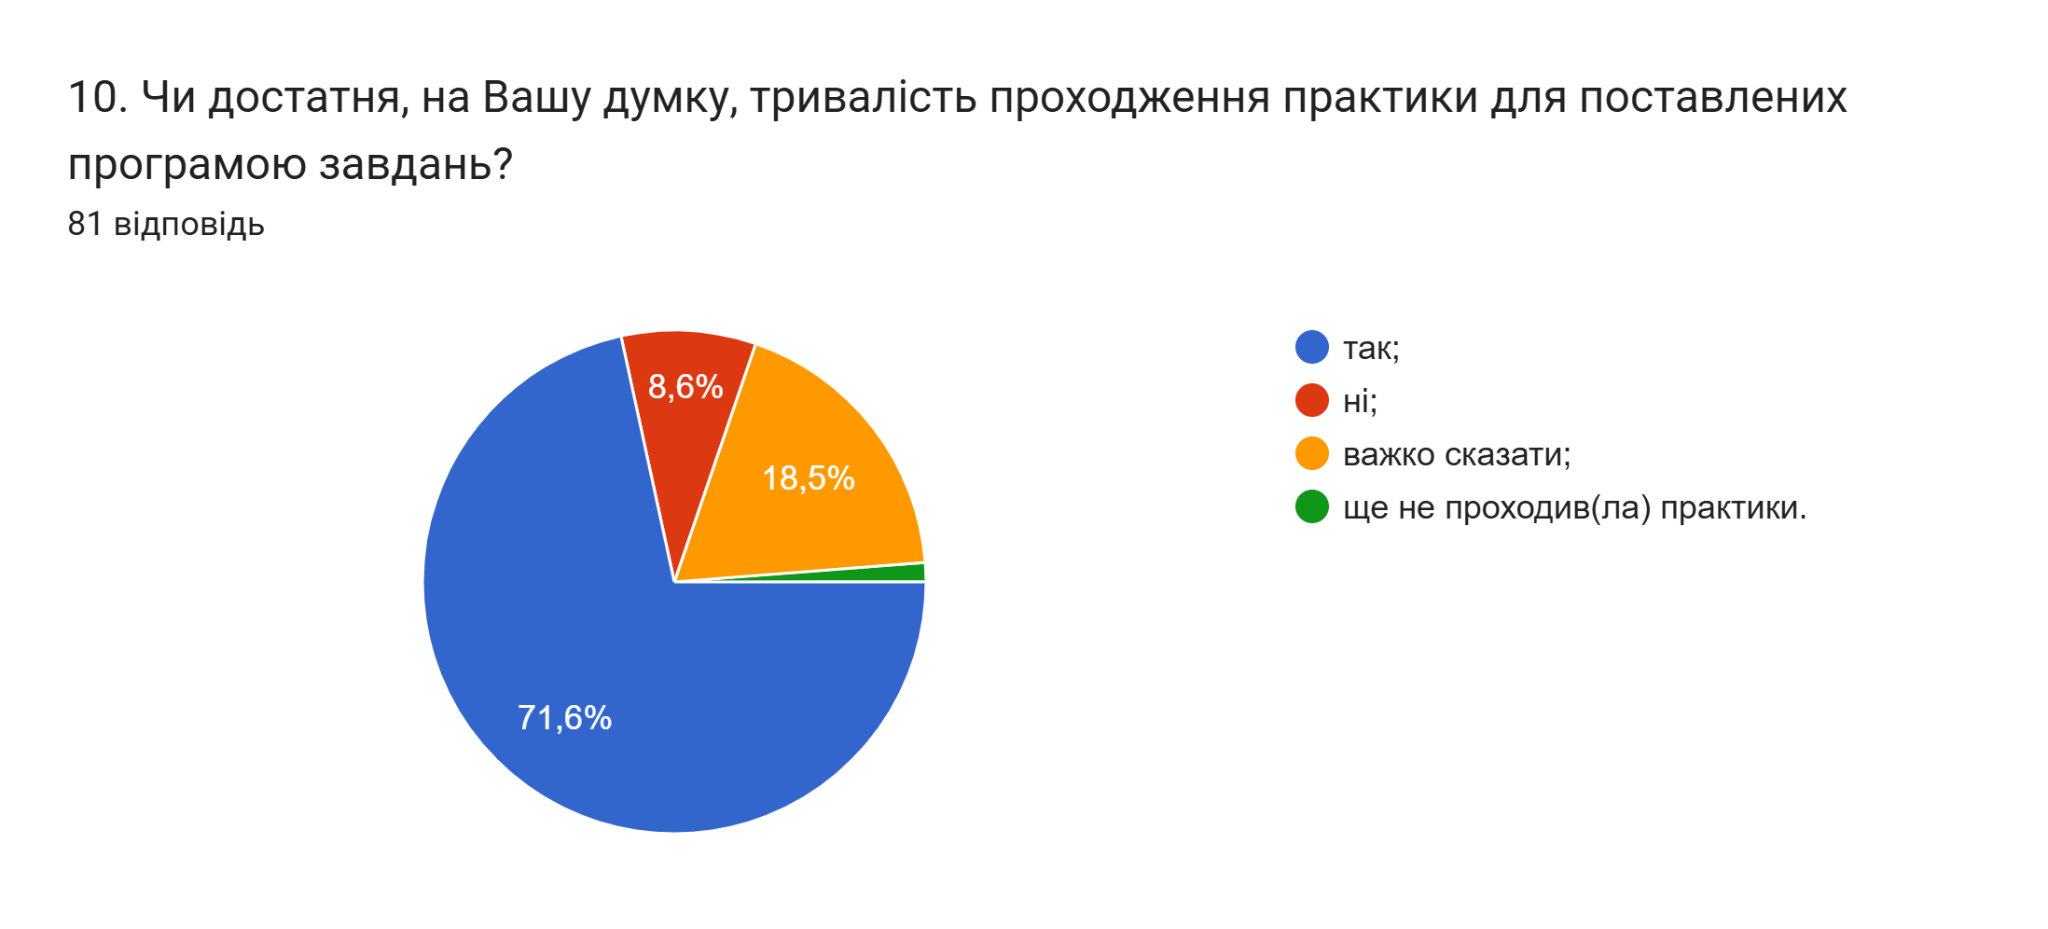 10. Чи достатня, на Вашу думку, тривалість проходження практики для поставлених
програмою завдань?
81 відповідь
так;
ні;
важко сказати;
ще не проходив(ла) практики.
8,6%
18,5%
71,6%